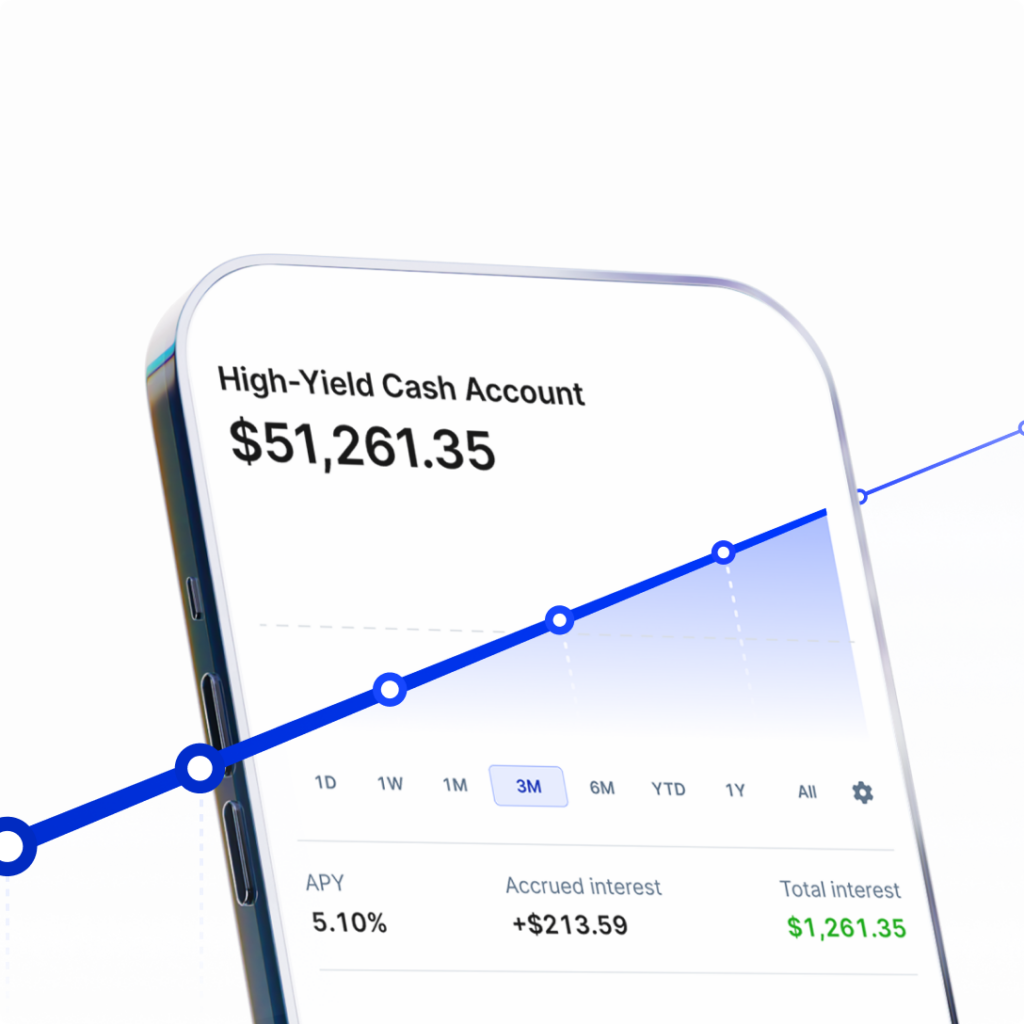 High-Yield Cash Account
$51,261.35
1D 1W 1M 3M 6M YTD 1Y All
APY Accrued interest Total interest
5.10% +$213.59 $1,261.35